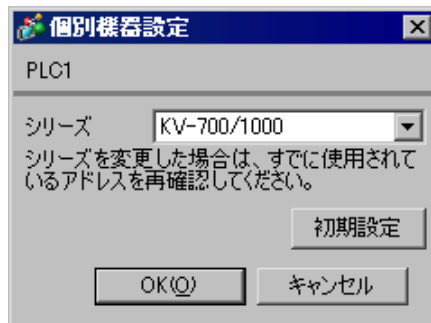 個別機器設定
PLC1
シリーズ KV-700/1000
シリーズを変更した場合は、すでに使用されて
いるアドレスを再確認してください。
初期設定
OK(O) キャンセル